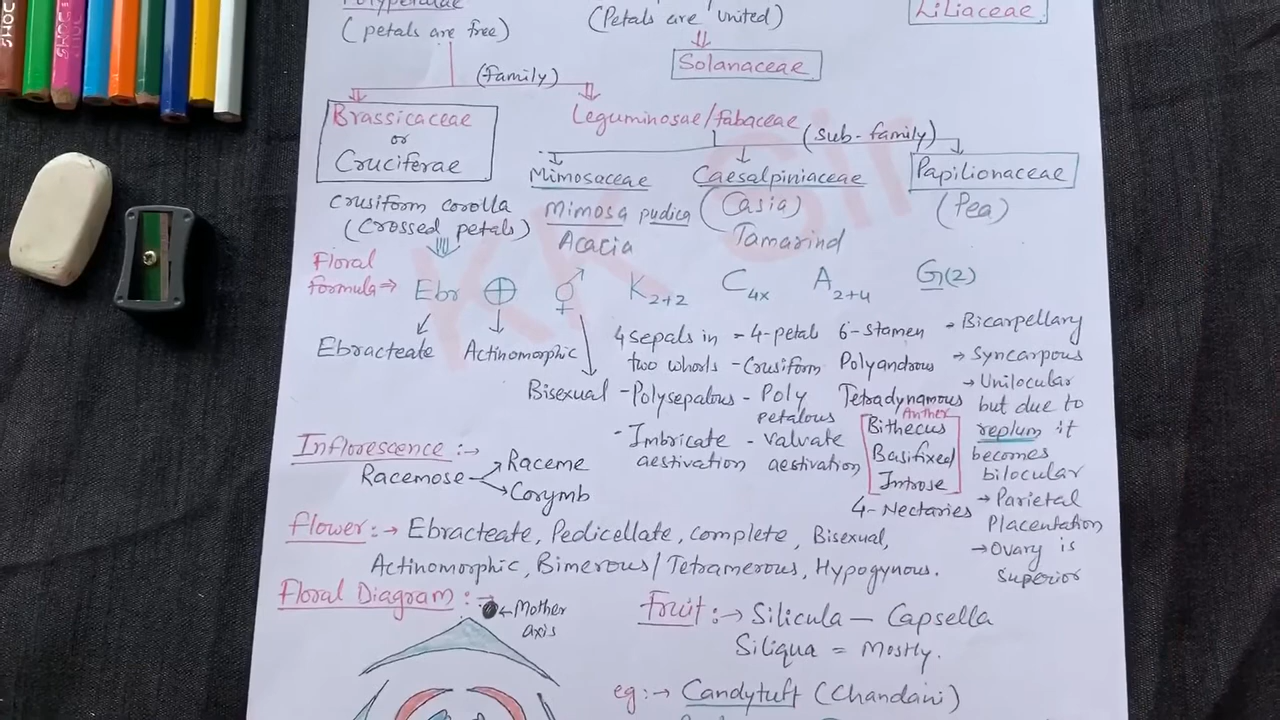 Polypetalae
(petals are free)
(Petals are united)
Liliaceae
Solanaceae
(family)
Brassicaceae
or
Cruciferae
Leguminosae/fabaceae
(sub-family)
Mimosaceae
Caesalpiniaceae
Papilionaceae
Crusiform corolla
(Crossed petals)
Mimosa pudica
Acacia
(Casia)
Tamarind
(Pea)
Floral
formula⇒
Ebr ⊕ ⚥ K2+2 C4x A2+4 G(2)
Ebracteate
Actinomorphic
Bisexual
4 sepals in
two whorls
-Polysepalous
-Imbricate
aestivation
-4-petal
-Crusiform
-Poly
petalous
-valvate
aestivation
6-stamen
Polyandrous
Tetradynamous
Anther
Bithecus
Basifixed
Introse
4-Nectaries
→Bicarpellary
→Syncarpous
→Unilocular
but due to
replum it
becomes
bilocular
→Parietal
Placentation
→Ovary is
superior
Inflorescence:→
Racemose
Raceme
Corymb
flower:→ Ebracteate, Pedicellate, complete, Bisexual,
Actinomorphic, Bimerous/Tetramerous, Hypogynous.
Floral Diagram:→
←Mother
axis
Fruit:→ Silicula — Capsella
Siliqua = Mostly.
eg:→ Candytuft (Chandani)
KK Sir